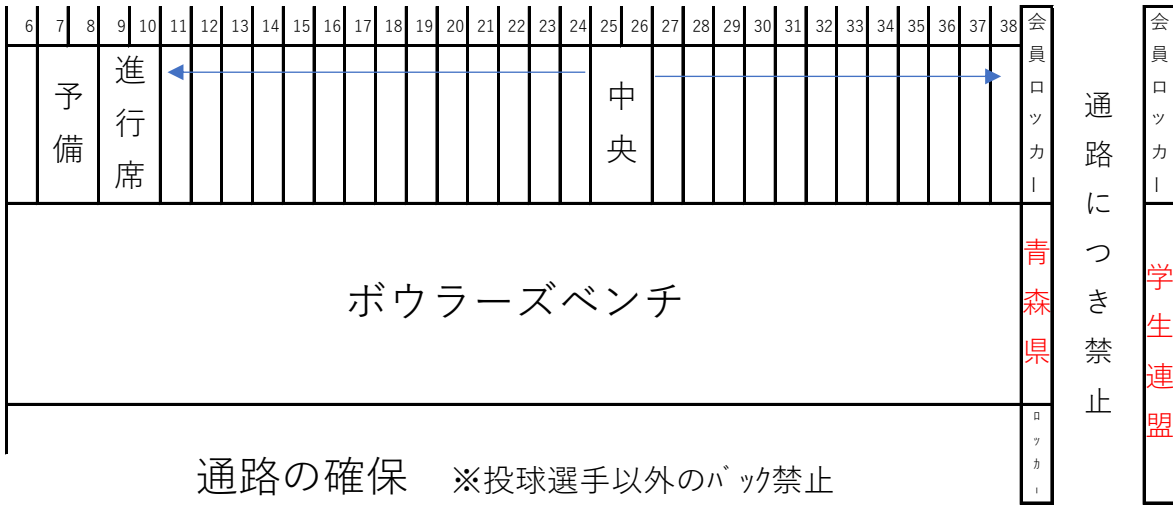 6 7 8 9 10 11 12 13 14 15 16 17 18 19 20 21 22 23 24 25 26 27 28 29 30 31 32 33 34 35 36 37 38
予備
進行席
中央
会員ロッカー
通路につき禁止
会員ロッカー
ボウラーズベンチ
青森県
学生連盟
ロッカー
通路の確保 ※投球選手以外のﾊﾞｯｸ禁止